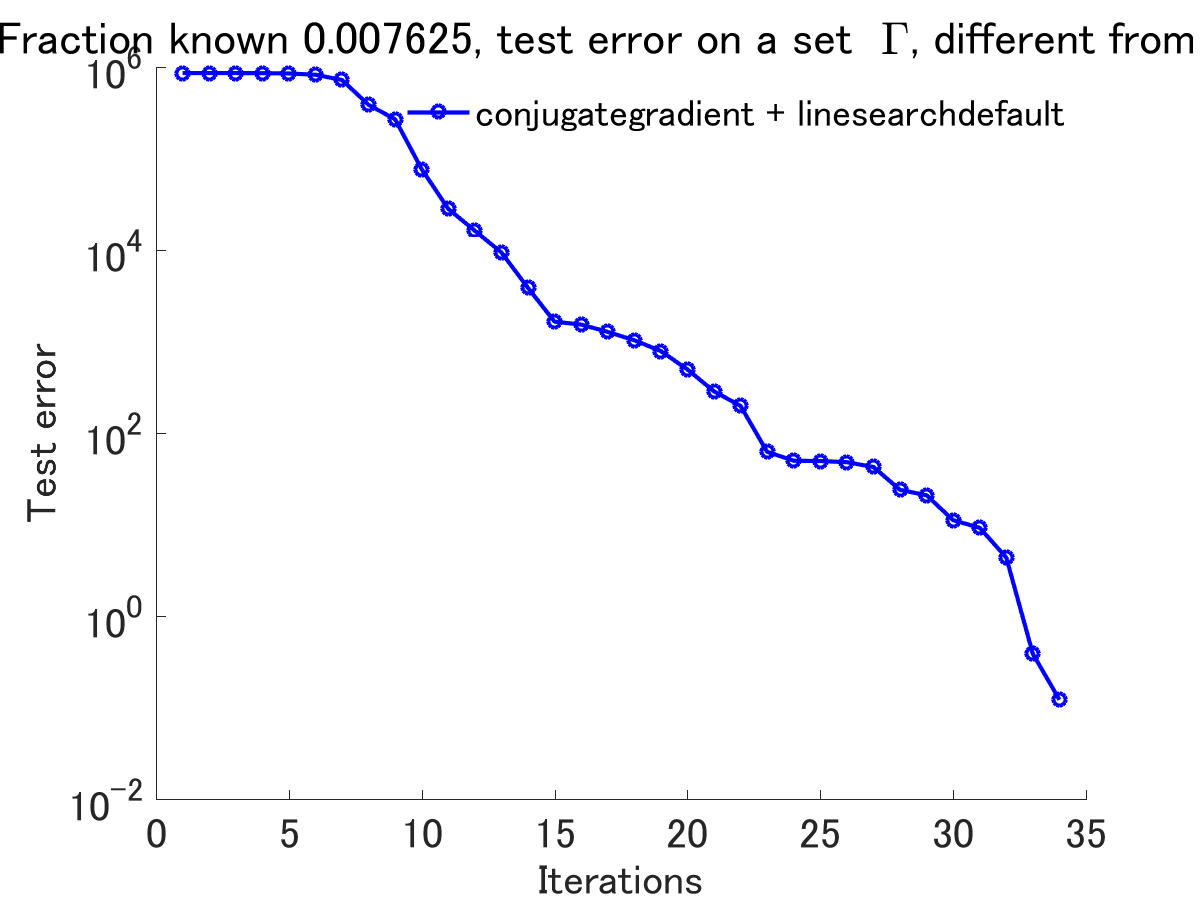 Fraction known 0.007625, test error on a set Γ, different from
10^6
conjugategradient + linesearchdefault
10^4
10^2
10^0
10^-2
Test error
0 5 10 15 20 25 30 35
Iterations